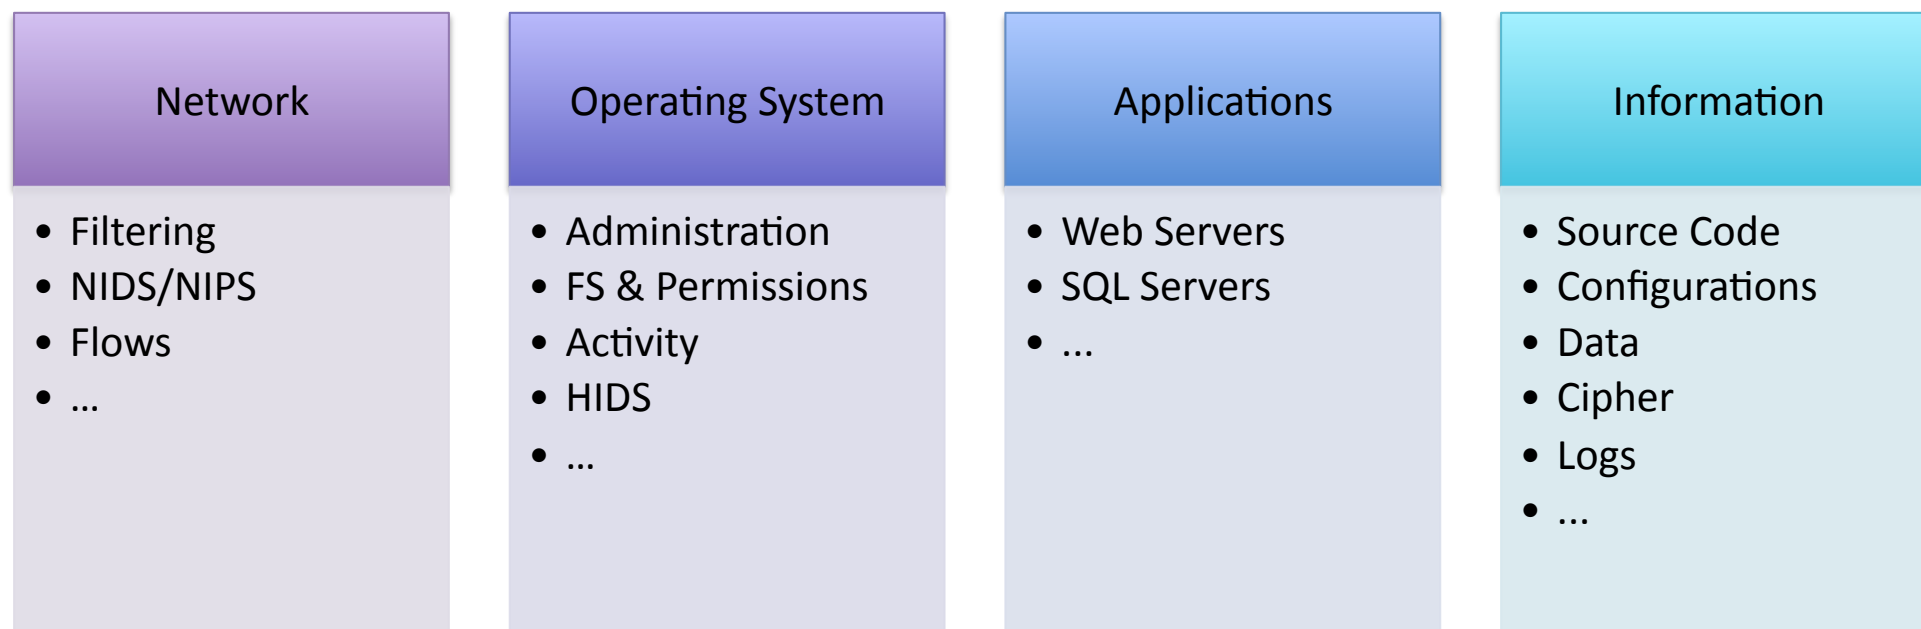 Network
• Filtering
• NIDS/NIPS
• Flows
• ...
Operating System
• Administration
• FS & Permissions
• Activity
• HIDS
• ...
Applications
• Web Servers
• SQL Servers
• ...
Information
• Source Code
• Configurations
• Data
• Cipher
• Logs
• ...